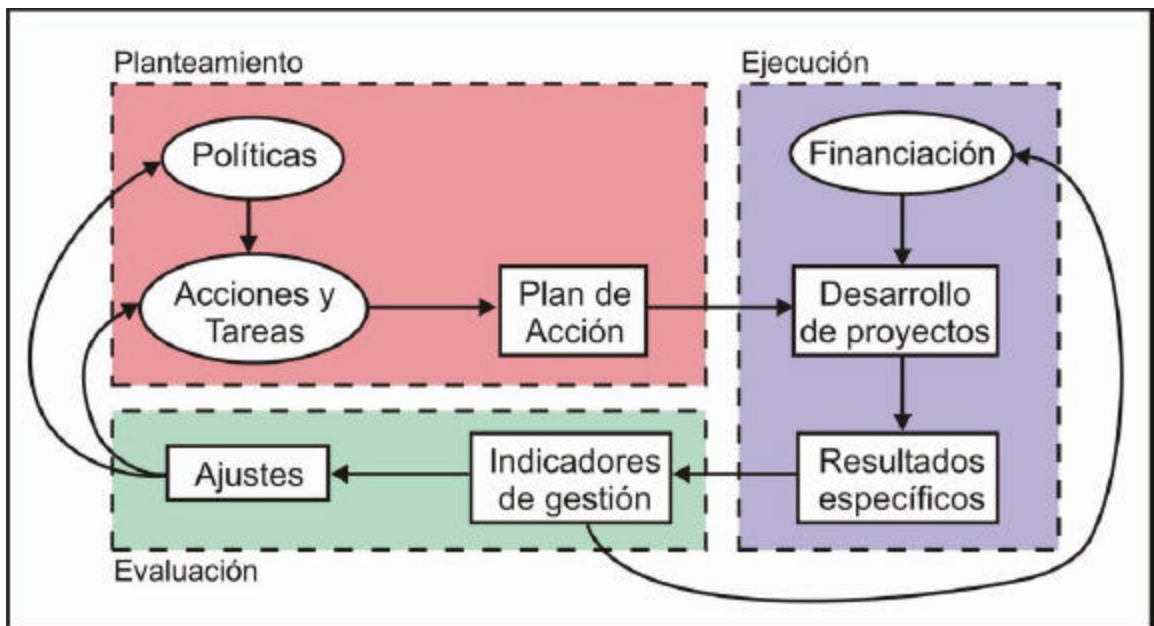 Planteamiento
Políticas
Acciones y
Tareas
Plan de
Acción
Ejecución
Financiación
Desarrollo
de proyectos
Resultados
específicos
Indicadores
de gestión
Ajustes
Evaluación